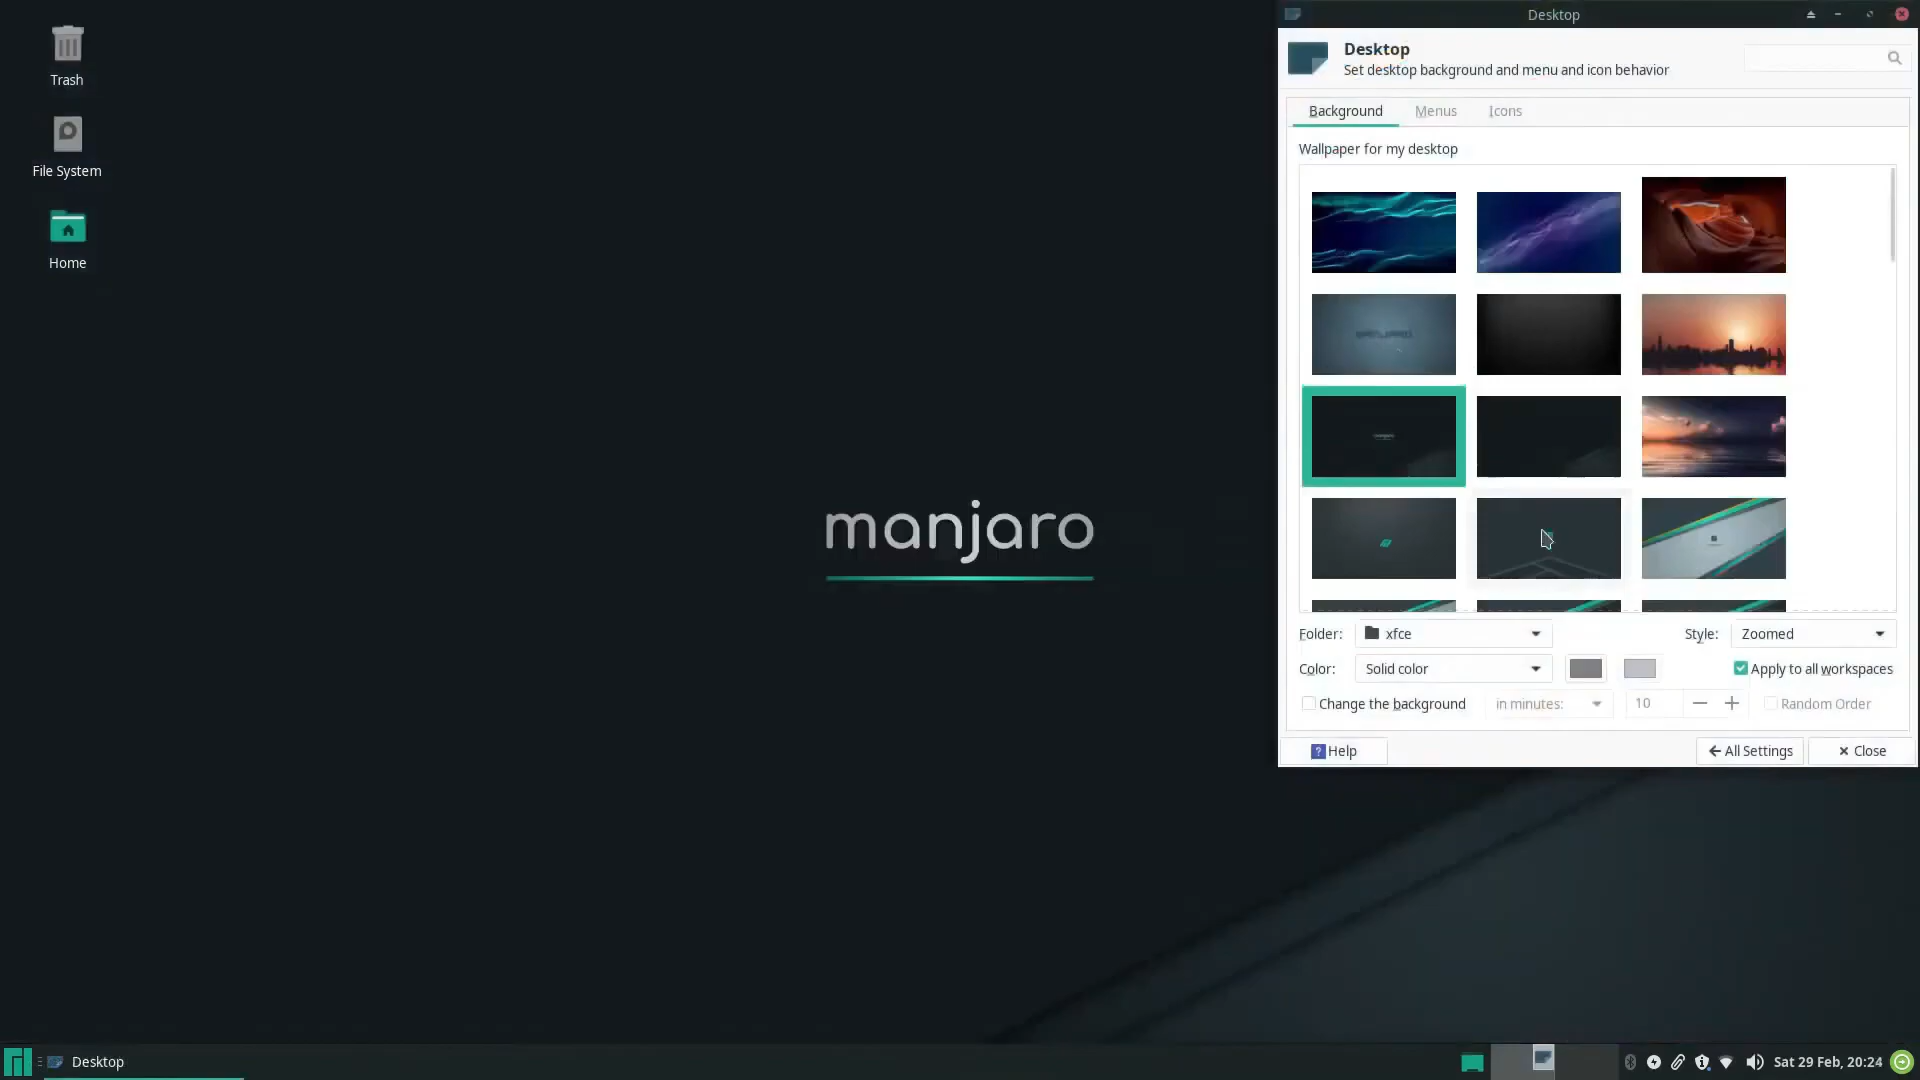 Trash
File System
Home
manjaro
Desktop
Desktop
Set desktop background and menu and icon behavior
Background Menus Icons
Wallpaper for my desktop
Folder: xfce Style: Zoomed
Color: Solid color Apply to all workspaces
Change the background in minutes: 10 Random Order
? Help All Settings Close
Desktop Sat 29 Feb, 20:24